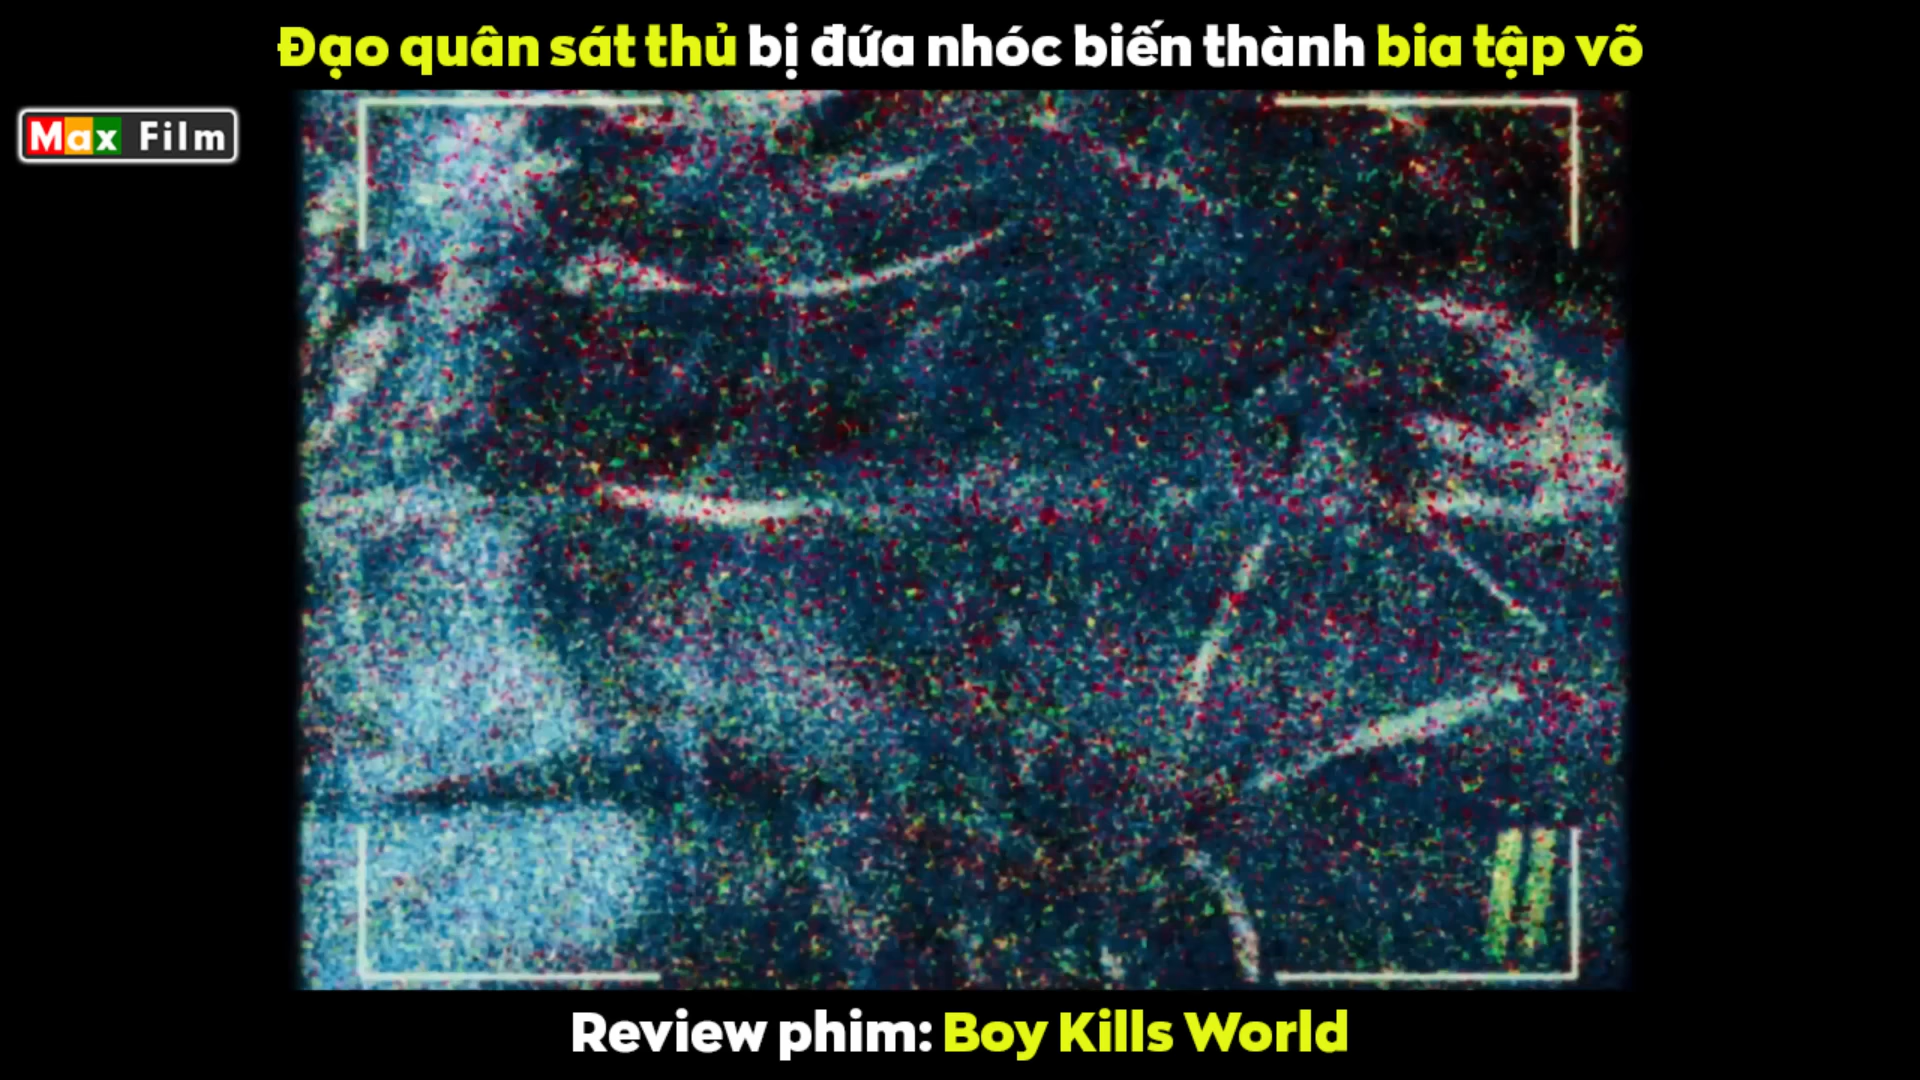 Đạo quân sát thủ bị đứa nhóc biến thành bia tập võ
Max Film
Review phim: Boy Kills World